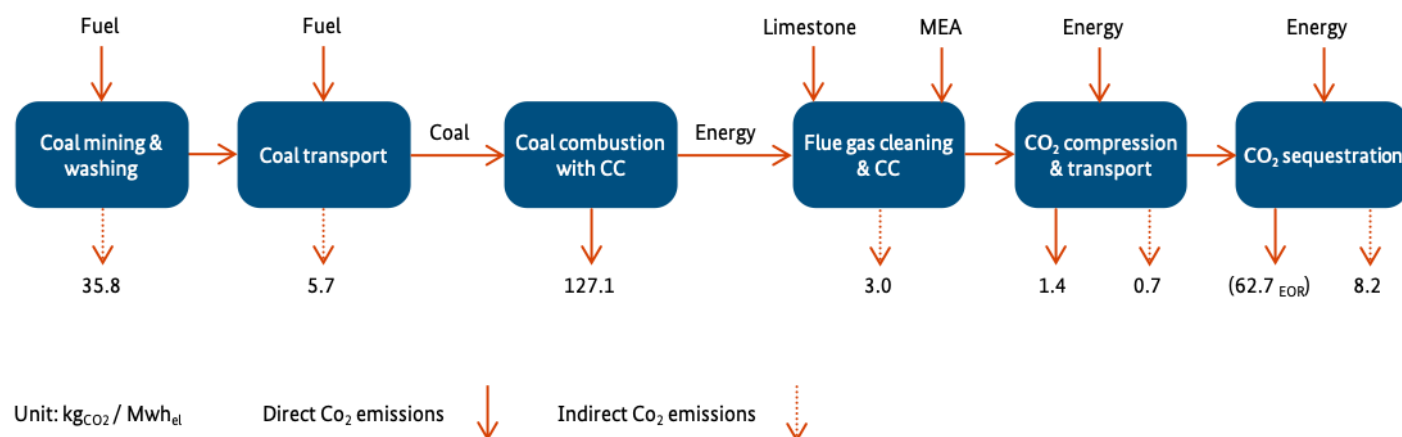 Fuel
Fuel
Limestone
MEA
Energy
Energy
Coal mining &
washing
Coal transport
Coal
Coal combustion
with CC
Energy
Flue gas cleaning
& CC
CO₂ compression
& transport
CO₂ sequestration
35.8
5.7
127.1
3.0
1.4
0.7
(62.7 EOR)
8.2
Unit: kgCO2 / Mwhel
Direct Co₂ emissions
Indirect Co₂ emissions